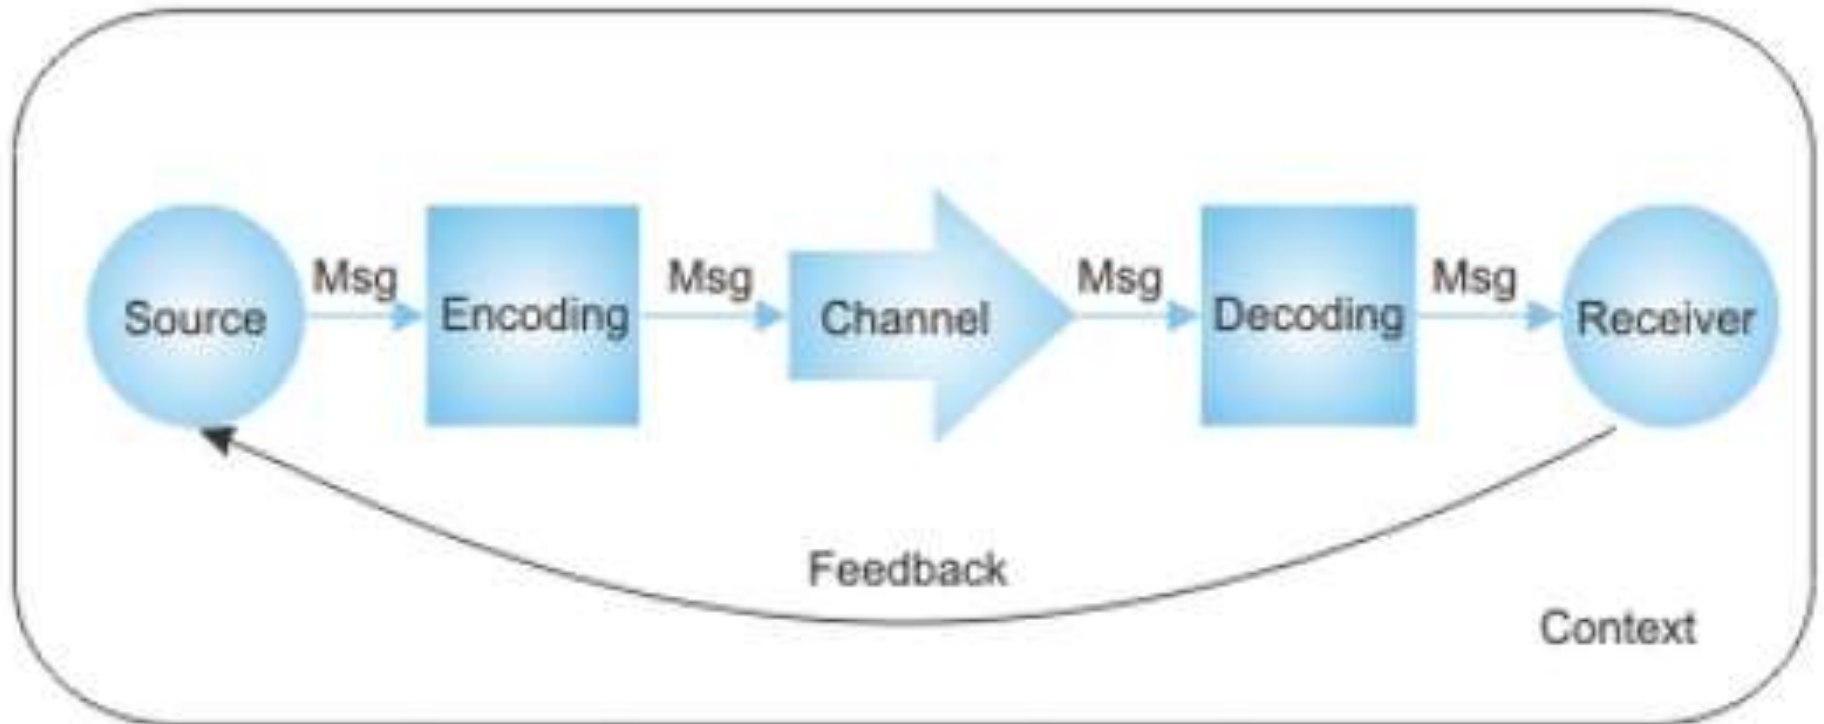 Msg
Msg
Msg
Msg
Source
Encoding
Channel
Decoding
Receiver
Feedback
Context